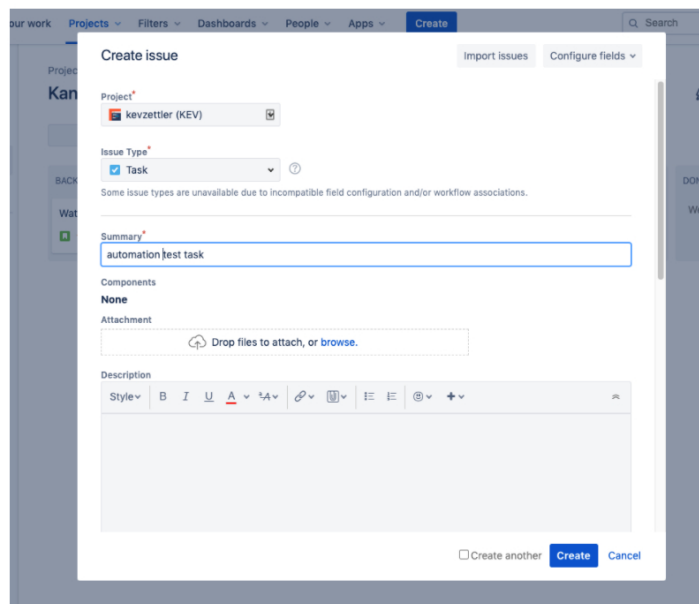 our work Projects Filters Dashboards People Apps Create Search
Create issue Import issues Configure fields
Projec
Kan
Project*
kevzettler (KEV)
Issue Type*
Task
Some issue types are unavailable due to incompatible field configuration and/or workflow associations.
BACK
DON
Wat
Summary*
automation test task
Components
None
Attachment
Drop files to attach, or browse.
Description
Style B I U A
Create another Create Cancel